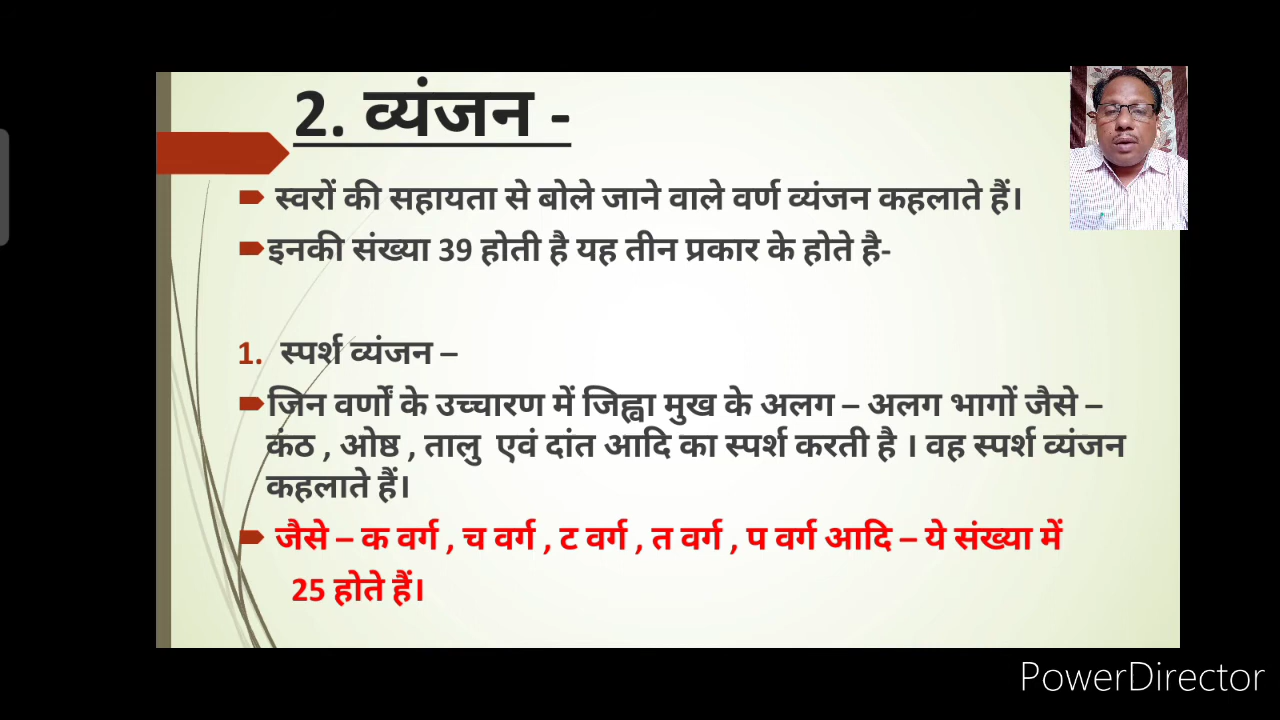 2. व्यंजन -
स्वरों की सहायता से बोले जाने वाले वर्ण व्यंजन कहलाते हैं।
इनकी संख्या 39 होती है यह तीन प्रकार के होते है-
1. स्पर्श व्यंजन –
जिन वर्णों के उच्चारण में जिह्वा मुख के अलग – अलग भागों जैसे –
कंठ , ओष्ठ , तालु एवं दांत आदि का स्पर्श करती है । वह स्पर्श व्यंजन
कहलाते हैं।
जैसे – क वर्ग , च वर्ग , ट वर्ग , त वर्ग , प वर्ग आदि – ये संख्या में
25 होते हैं।
PowerDirector